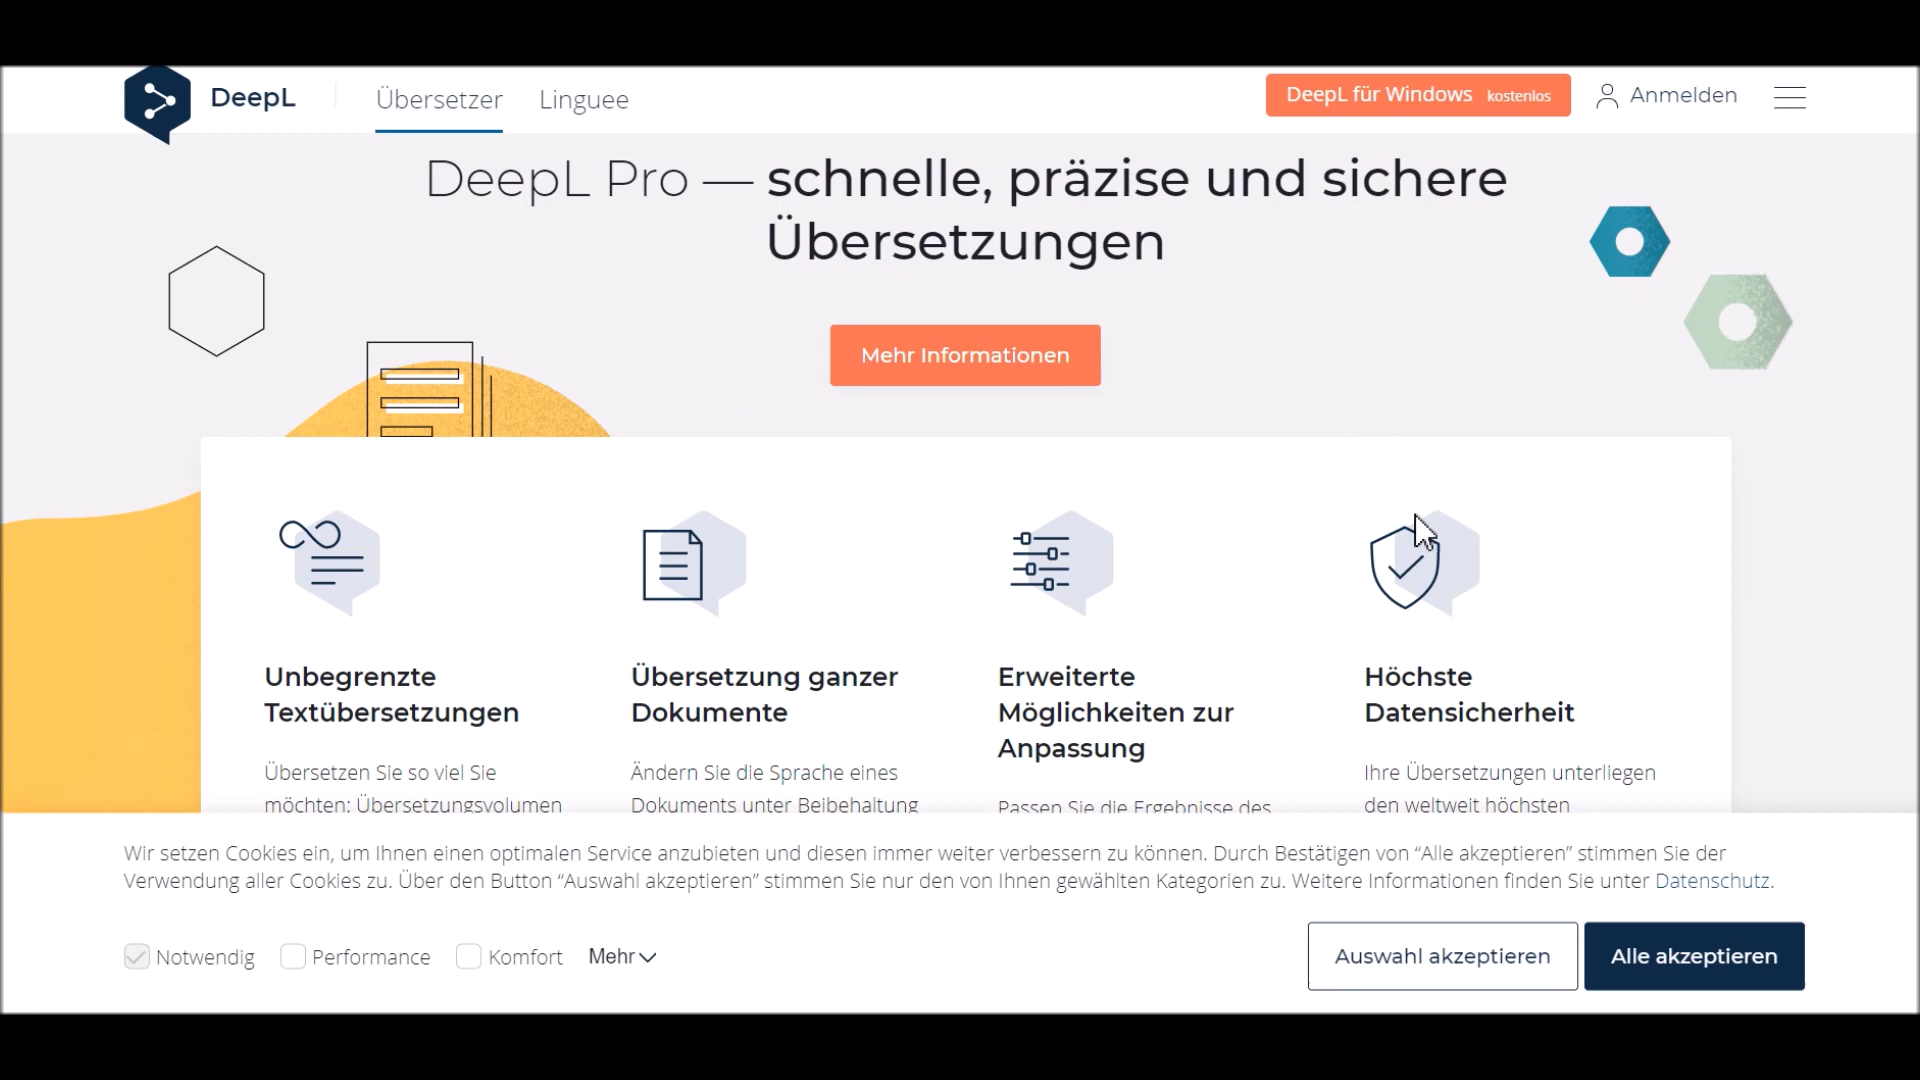 DeepL
Übersetzer
Linguee
DeepL für Windows kostenlos
Anmelden
DeepL Pro — schnelle, präzise und sichere
Übersetzungen
Mehr Informationen
Unbegrenzte
Textübersetzungen
Übersetzen Sie so viel Sie
möchten: Übersetzungsvolumen
Übersetzung ganzer
Dokumente
Ändern Sie die Sprache eines
Dokuments unter Beibehaltung
Erweiterte
Möglichkeiten zur
Anpassung
Passen Sie die Ergebnisse des
Höchste
Datensicherheit
Ihre Übersetzungen unterliegen
den weltweit höchsten
Wir setzen Cookies ein, um Ihnen einen optimalen Service anzubieten und diesen immer weiter verbessern zu können. Durch Bestätigen von “Alle akzeptieren” stimmen Sie der
Verwendung aller Cookies zu. Über den Button “Auswahl akzeptieren” stimmen Sie nur den von Ihnen gewählten Kategorien zu. Weitere Informationen finden Sie unter Datenschutz.
Notwendig
Performance
Komfort
Mehr
Auswahl akzeptieren
Alle akzeptieren